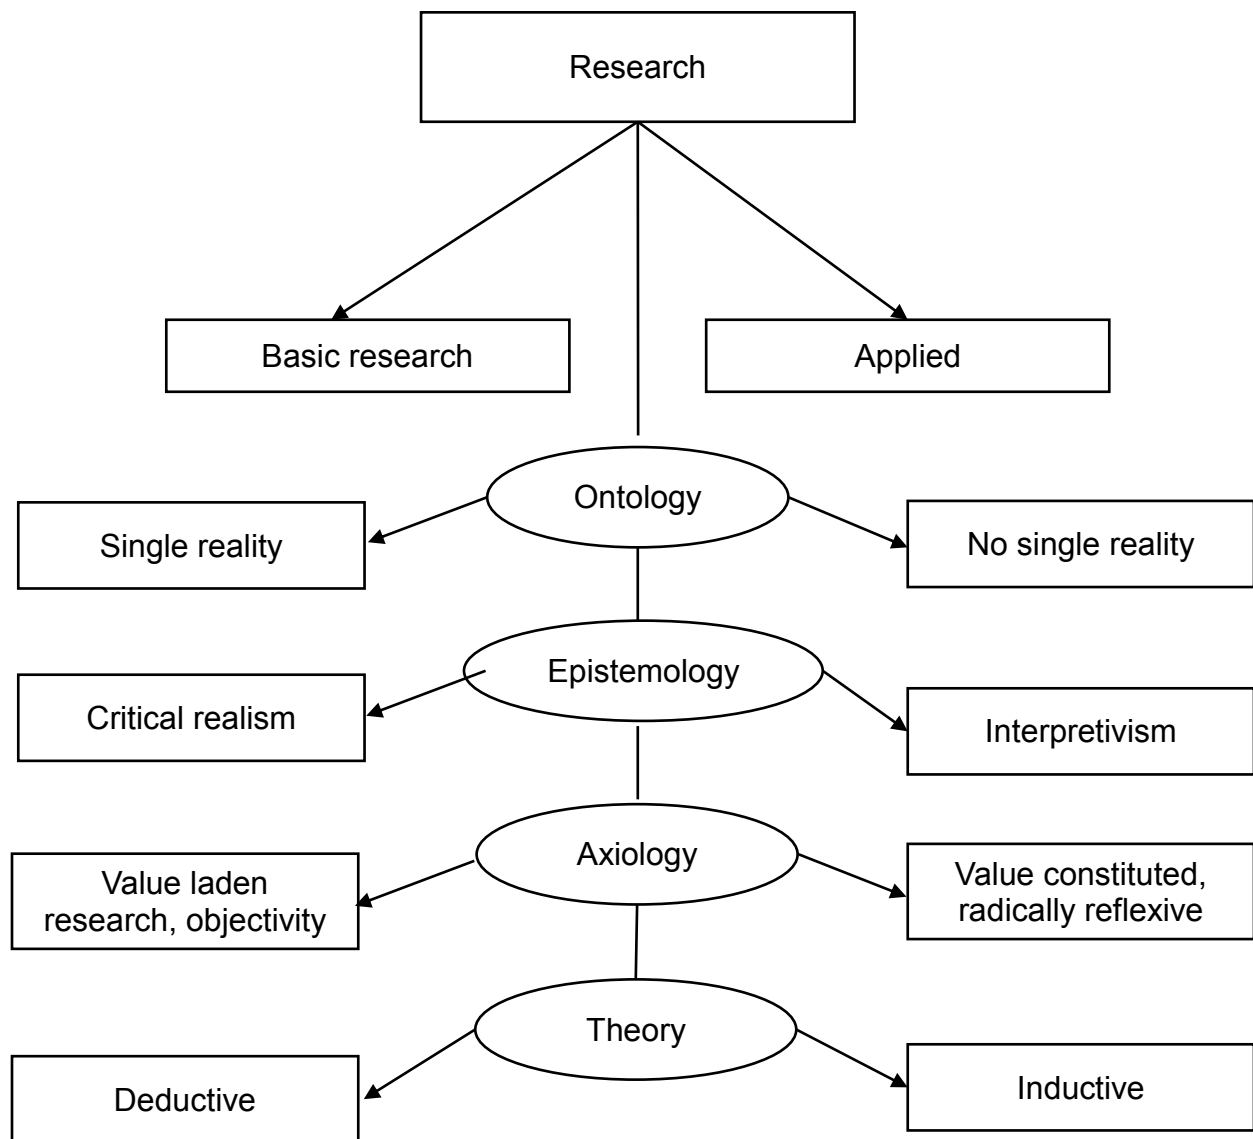 Research
Basic research
Applied
Ontology
Single reality
No single reality
Epistemology
Critical realism
Interpretivism
Axiology
Value laden
research, objectivity
Value constituted,
radically reflexive
Theory
Deductive
Inductive